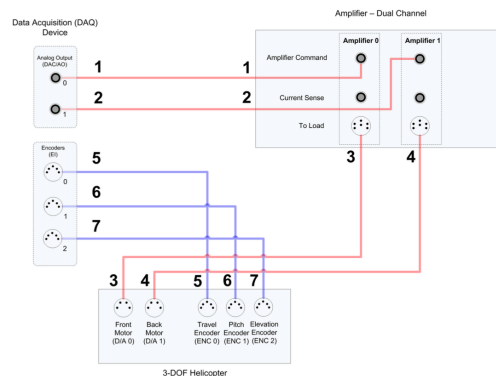 Amplifier – Dual Channel
Data Acquisition (DAQ)
Device
Amplifier 0
Amplifier 1
Analog Output
(DAC/AO)
0
1
1
1
Amplifier Command
2
2
Current Sense
To Load
3
4
Encoders
(EI)
0
1
2
5
6
7
3
4
5
6
7
Front
Motor
(D/A 0)
Back
Motor
(D/A 1)
Travel
Encoder
(ENC 0)
Pitch
Encoder
(ENC 1)
Elevation
Encoder
(ENC 2)
3-DOF Helicopter